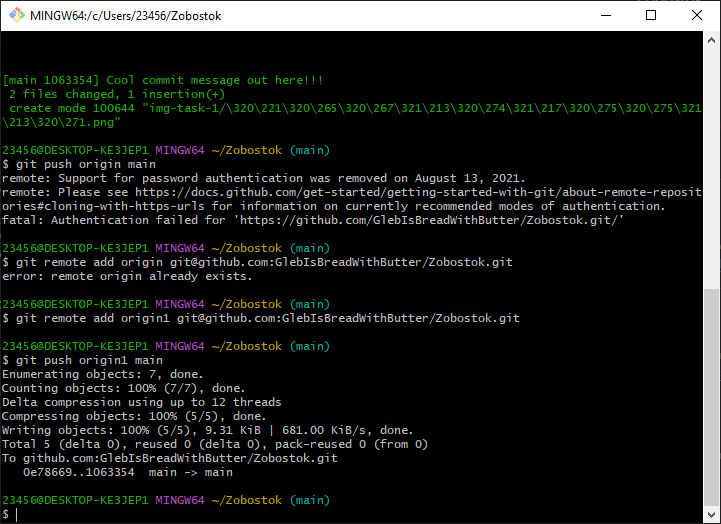 MINGW64:/c/Users/23456/Zobostok
[main 1063354] Cool commit message out here!!!
 2 files changed, 1 insertion(+)
 create mode 100644 "img-task-1/\320\221\320\265\320\267\321\213\320\274\321\217\320\275\320\275\321
\213\320\271.png"
23456@DESKTOP-KE3JEP1 MINGW64 ~/Zobostok (main)
$ git push origin main
remote: Support for password authentication was removed on August 13, 2021.
remote: Please see https://docs.github.com/get-started/getting-started-with-git/about-remote-reposit
ories#cloning-with-https-urls for information on currently recommended modes of authentication.
fatal: Authentication failed for 'https://github.com/GlebIsBreadWithButter/Zobostok.git/'
23456@DESKTOP-KE3JEP1 MINGW64 ~/Zobostok (main)
$ git remote add origin git@github.com:GlebIsBreadWithButter/Zobostok.git
error: remote origin already exists.
23456@DESKTOP-KE3JEP1 MINGW64 ~/Zobostok (main)
$ git remote add origin1 git@github.com:GlebIsBreadWithButter/Zobostok.git
23456@DESKTOP-KE3JEP1 MINGW64 ~/Zobostok (main)
$ git push origin1 main
Enumerating objects: 7, done.
Counting objects: 100% (7/7), done.
Delta compression using up to 12 threads
Compressing objects: 100% (5/5), done.
Writing objects: 100% (5/5), 9.31 KiB | 681.00 KiB/s, done.
Total 5 (delta 0), reused 0 (delta 0), pack-reused 0 (from 0)
To github.com:GlebIsBreadWithButter/Zobostok.git
   0e78669..1063354  main -> main
23456@DESKTOP-KE3JEP1 MINGW64 ~/Zobostok (main)
$